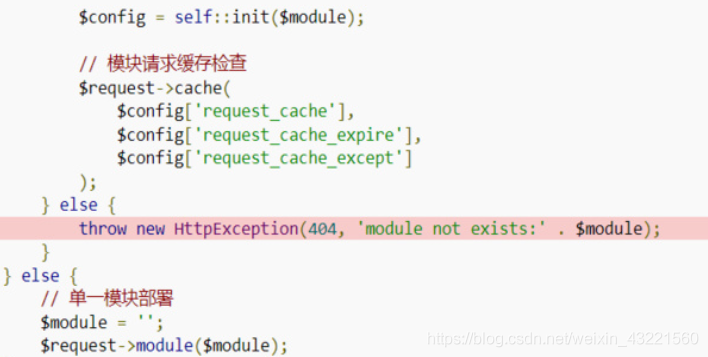 $config = self::init($module);
// 模块请求缓存检查
$request->cache(
$config['request_cache'],
$config['request_cache_expire'],
$config['request_cache_except']
);
} else {
throw new HttpException(404, 'module not exists:' . $module);
}
} else {
// 单一模块部署
$module = '';
$request->module($module);
https://blog.csdn.net/weixin_43221560